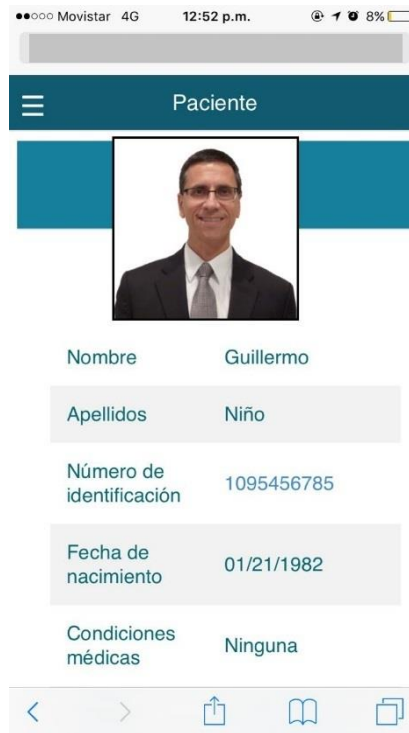 Movistar 4G 12:52 p.m. 8%
Paciente
Nombre Guillermo
Apellidos Niño
Número de
identificación 1095456785
Fecha de
nacimiento 01/21/1982
Condiciones
médicas Ninguna